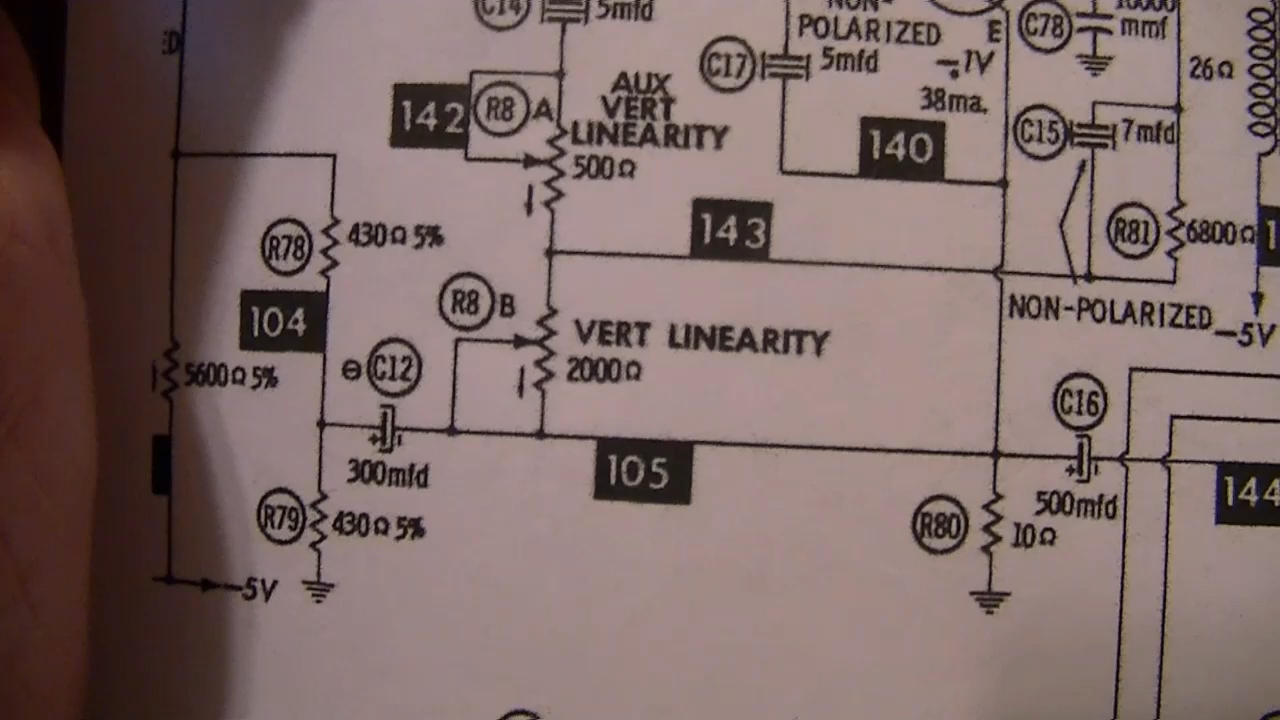 C14
5mfd
NON-
POLARIZED
C17
5mfd
E
-.1V
38ma.
C78
10000
mmf
26Ω
C15
7mfd
142
R8 A
AUX
VERT
LINEARITY
500Ω
140
R78
430Ω 5%
143
R81
6800Ω
104
R8 B
VERT LINEARITY
2000Ω
NON-POLARIZED
-5V
5600Ω 5%
C12
300mfd
C16
500mfd
105
144
R79
430Ω 5%
R80
10Ω
-5V